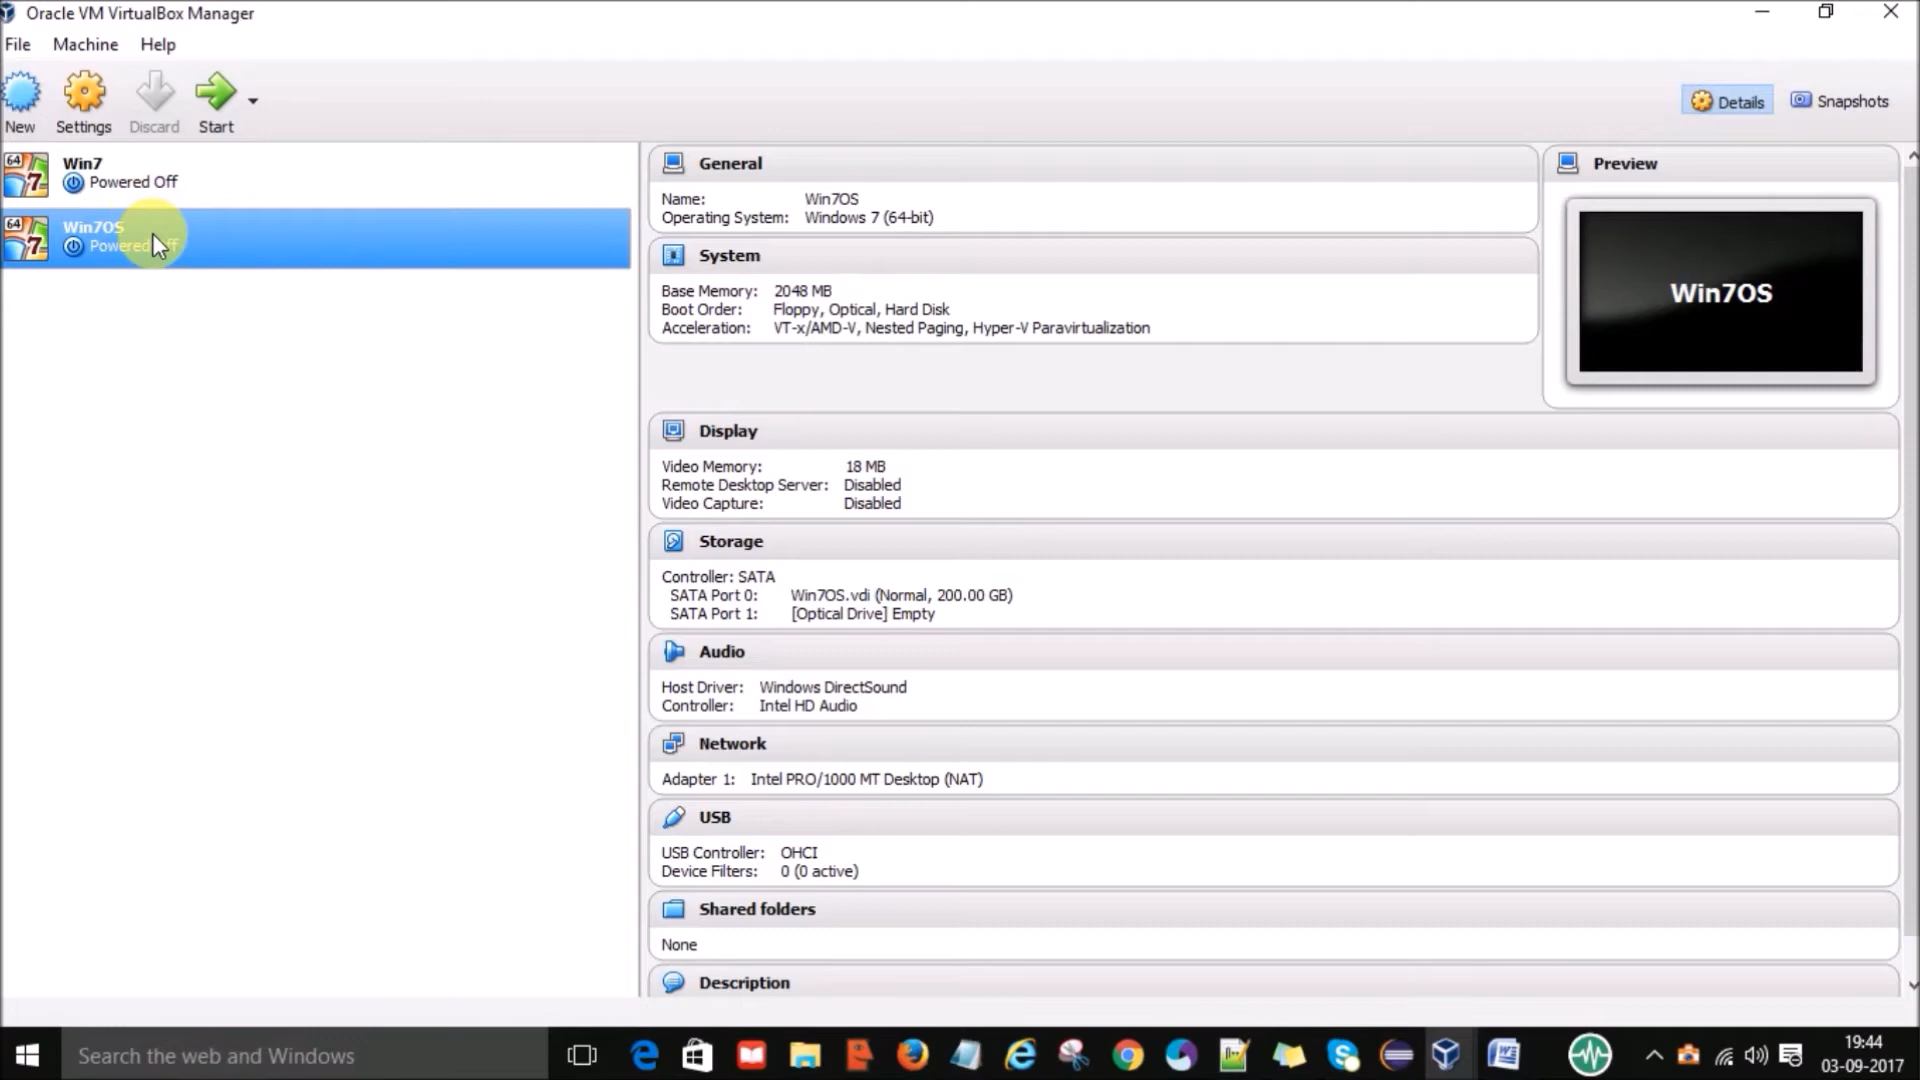 Oracle VM VirtualBox Manager
File Machine Help
New Settings Discard Start
Details Snapshots
64 7 Win7
Powered Off
64 7 Win7OS
Powered Off
General
Name: Win7OS
Operating System: Windows 7 (64-bit)
System
Base Memory: 2048 MB
Boot Order: Floppy, Optical, Hard Disk
Acceleration: VT-x/AMD-V, Nested Paging, Hyper-V Paravirtualization
Preview
Win7OS
Display
Video Memory: 18 MB
Remote Desktop Server: Disabled
Video Capture: Disabled
Storage
Controller: SATA
SATA Port 0: Win7OS.vdi (Normal, 200.00 GB)
SATA Port 1: [Optical Drive] Empty
Audio
Host Driver: Windows DirectSound
Controller: Intel HD Audio
Network
Adapter 1: Intel PRO/1000 MT Desktop (NAT)
USB
USB Controller: OHCI
Device Filters: 0 (0 active)
Shared folders
None
Description
Search the web and Windows
19:44
03-09-2017